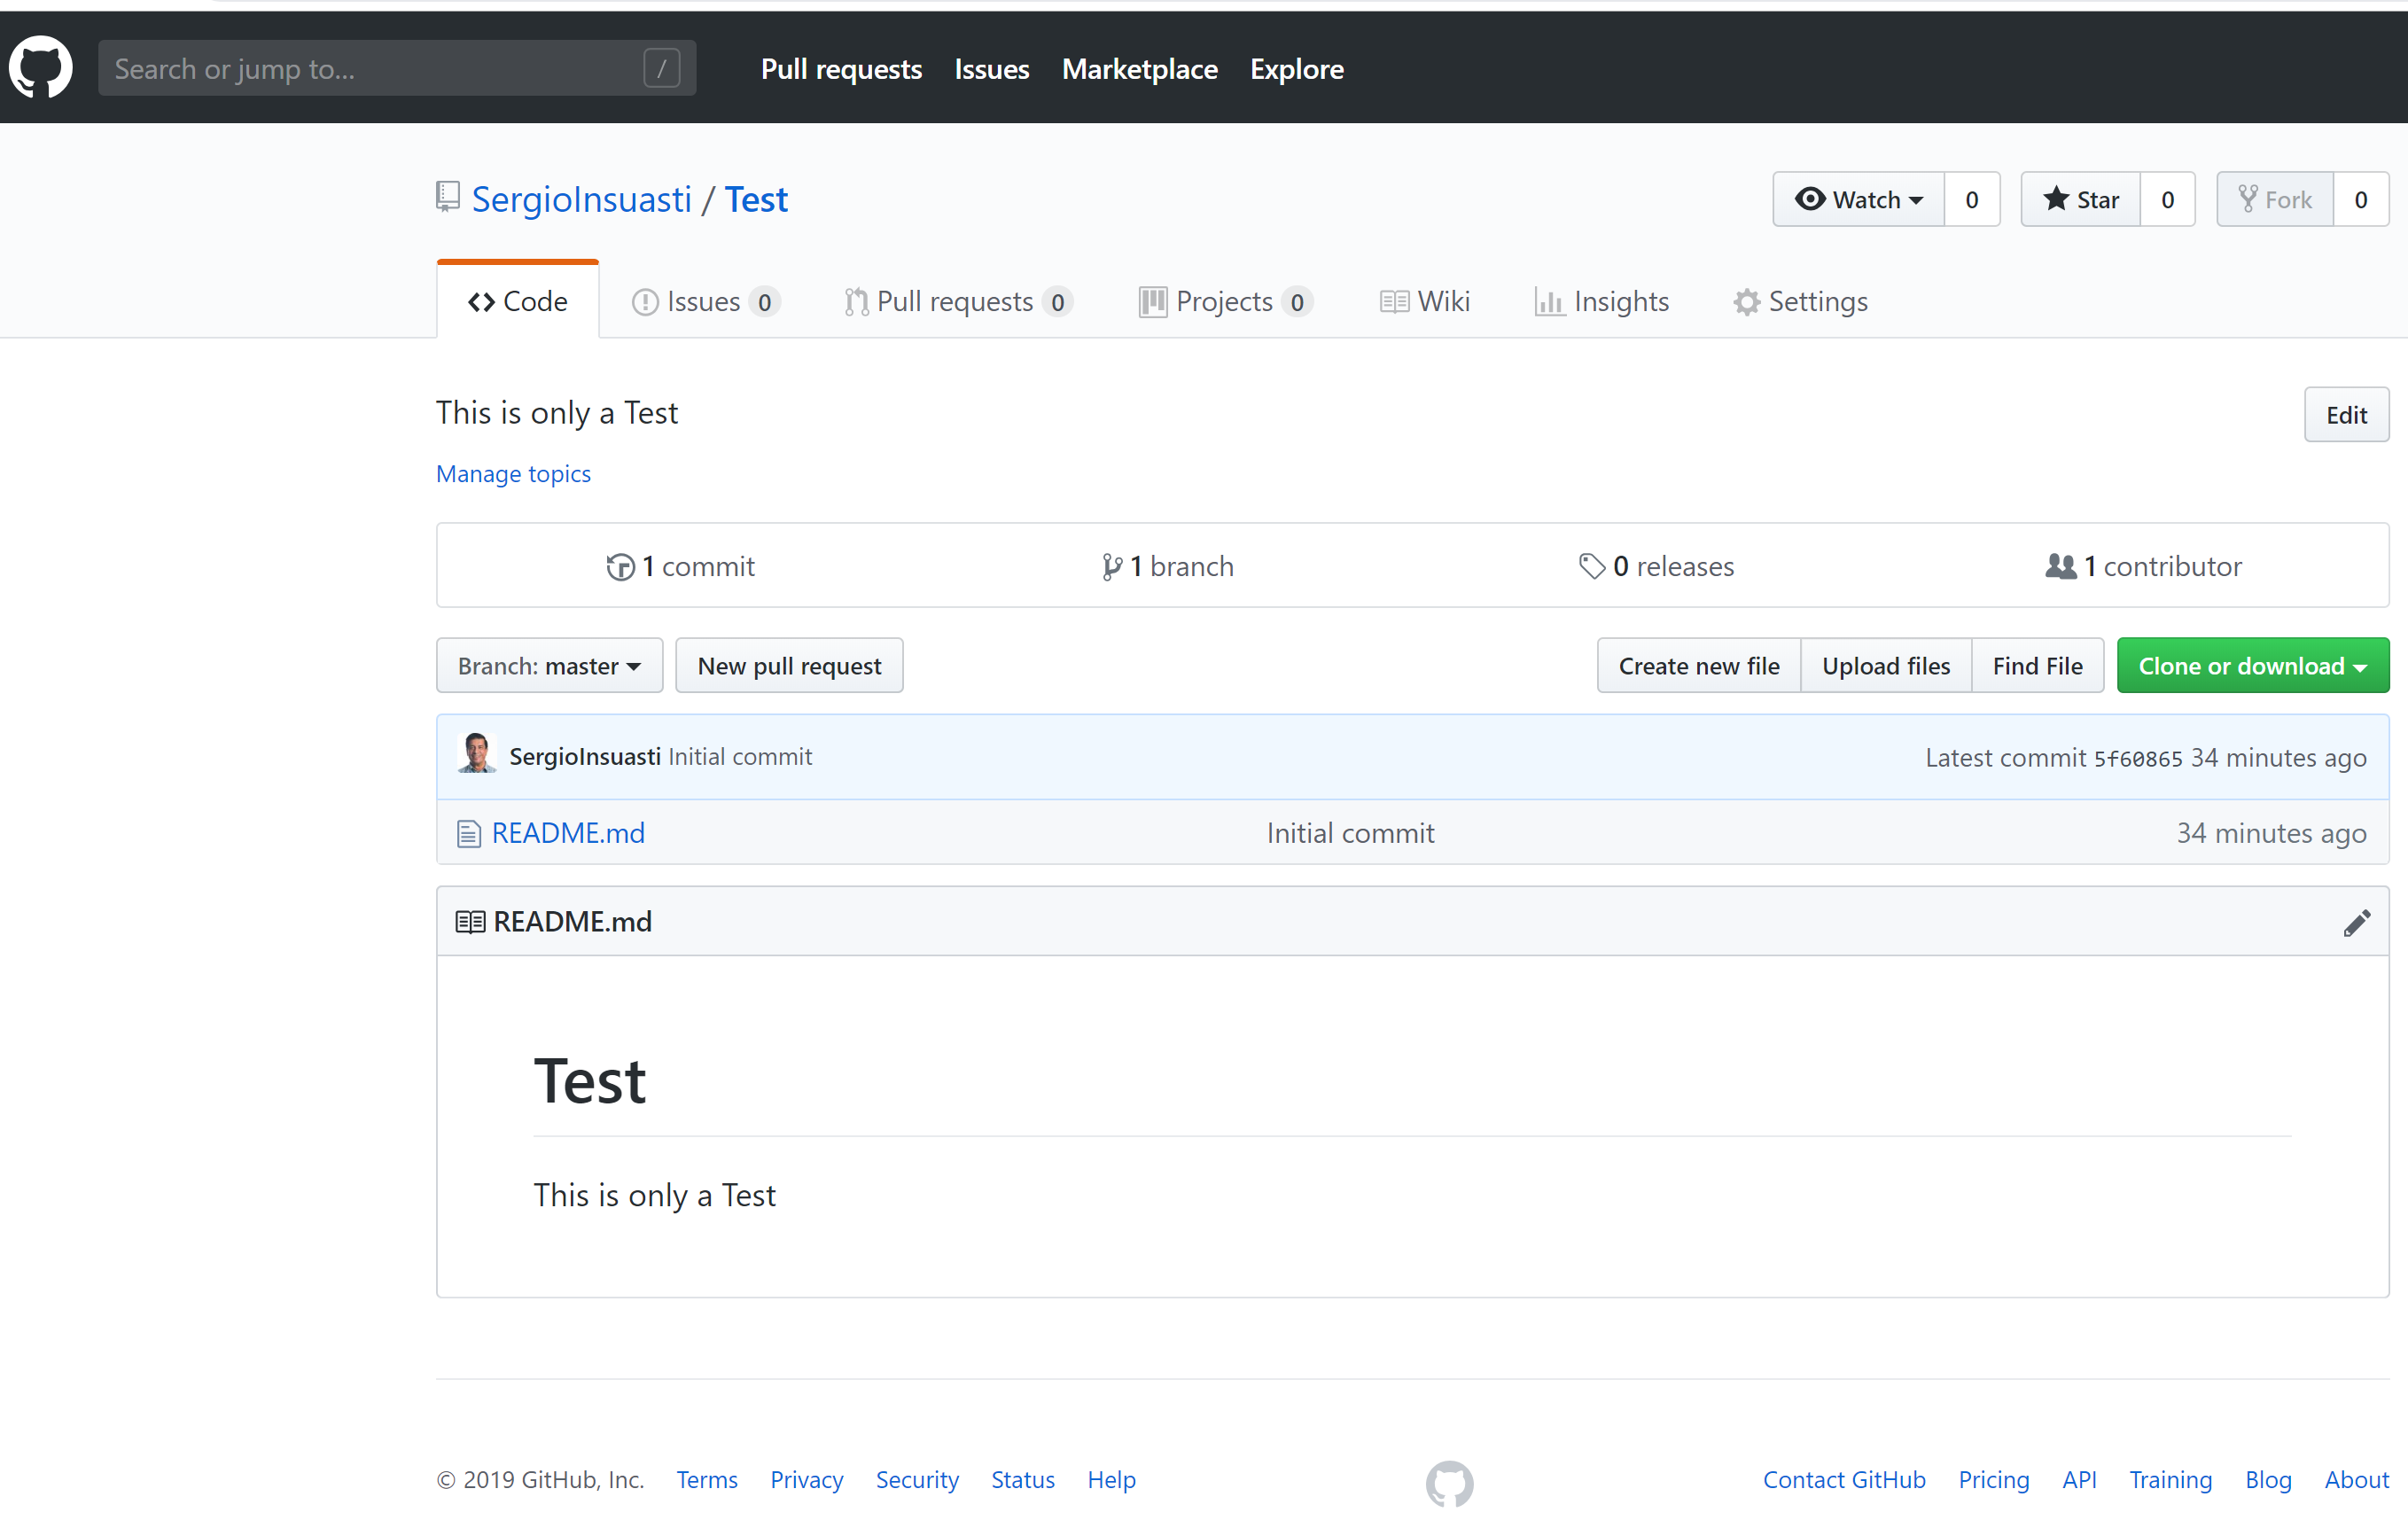 Search or jump to... /
Pull requests Issues Marketplace Explore
SergioInsuasti / Test
Watch 0 Star 0 Fork 0
Code Issues 0 Pull requests 0 Projects 0 Wiki Insights Settings
This is only a Test
Edit
Manage topics
1 commit 1 branch 0 releases 1 contributor
Branch: master New pull request Create new file Upload files Find File Clone or download
SergioInsuasti Initial commit Latest commit 5f60865 34 minutes ago
README.md Initial commit 34 minutes ago
README.md
Test
This is only a Test
© 2019 GitHub, Inc. Terms Privacy Security Status Help Contact GitHub Pricing API Training Blog About